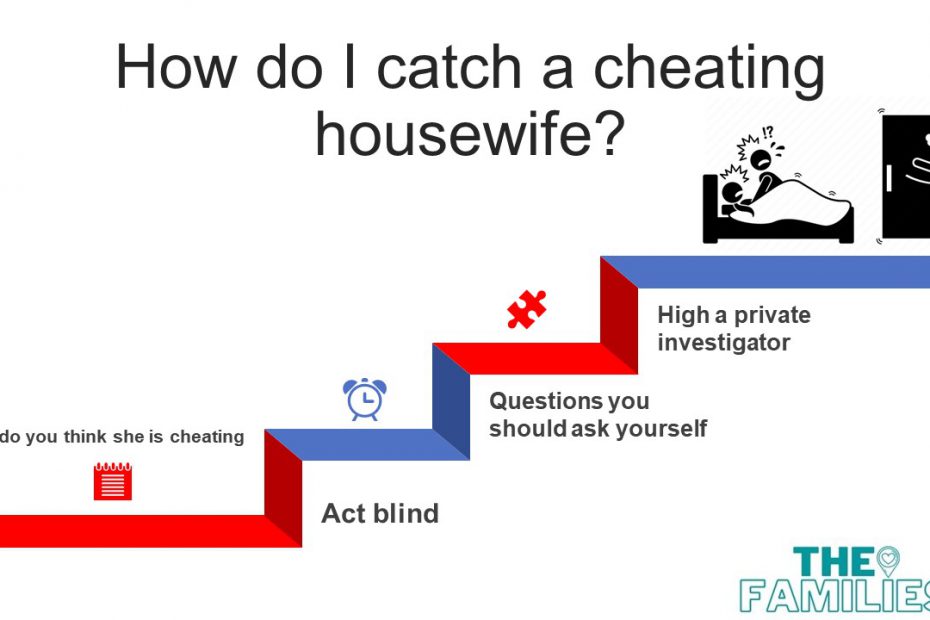 How do I catch a cheating
housewife?
!?
High a private
investigator
Questions you
should ask yourself
do you think she is cheating
Act blind
THE
FAMILIES